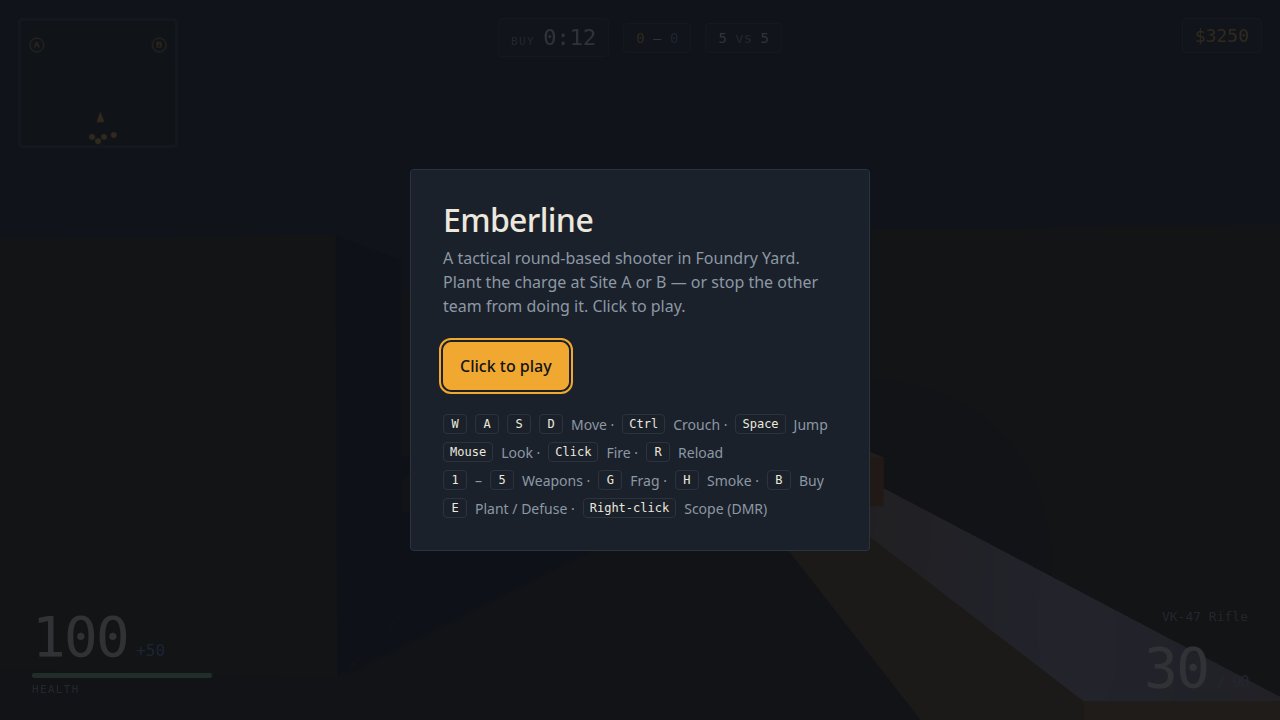 A
B
BUY 0:12
0 – 0
5 VS 5
$3250
Emberline
A tactical round-based shooter in Foundry Yard.
Plant the charge at Site A or B — or stop the other
team from doing it. Click to play.
Click to play
W A S D Move · Ctrl Crouch · Space Jump
Mouse Look · Click Fire · R Reload
1 – 5 Weapons · G Frag · H Smoke · B Buy
E Plant / Defuse · Right-click Scope (DMR)
100 +50
HEALTH
VK-47 Rifle
30 / 90